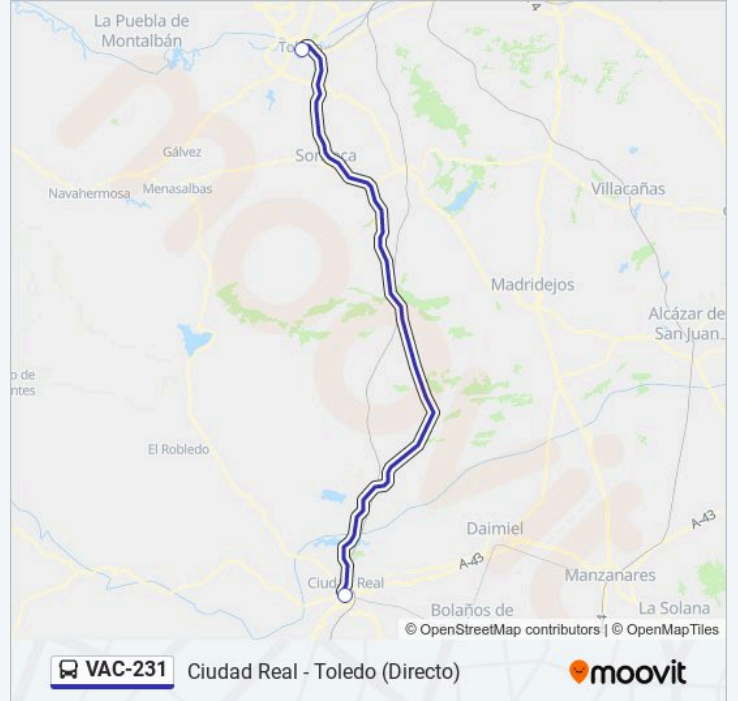 La Puebla de
Montalbán
Gálvez
Sonseca
Navahermosa
Menasalbas
Villacañas
Madridejos
Alcázar de
San Juan
El Robledo
Daimiel
A-43
A-43
Ciudad Real
Manzanares
Bolaños de
La Solana
© OpenStreetMap contributors | © OpenMapTiles
VAC-231
Ciudad Real - Toledo (Directo)
moovit